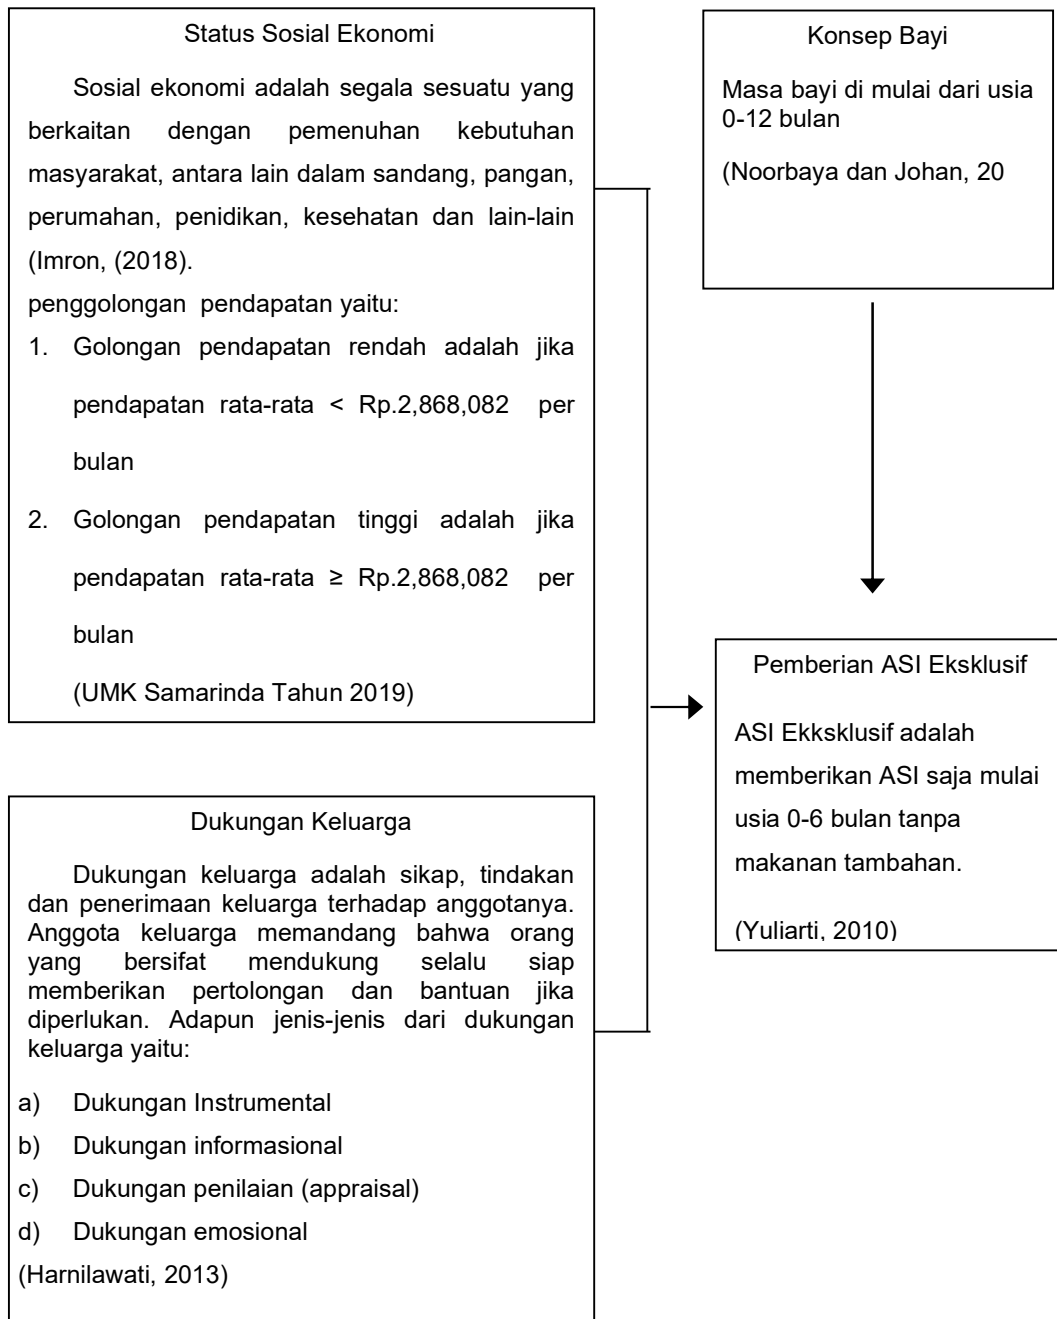 Status Sosial Ekonomi
Sosial ekonomi adalah segala sesuatu yang
berkaitan dengan pemenuhan kebutuhan
masyarakat, antara lain dalam sandang, pangan,
perumahan, penidikan, kesehatan dan lain-lain
(Imron, (2018).
penggolongan pendapatan yaitu:
1. Golongan pendapatan rendah adalah jika
pendapatan rata-rata < Rp.2,868,082 per
bulan
2. Golongan pendapatan tinggi adalah jika
pendapatan rata-rata ≥ Rp.2,868,082 per
bulan
(UMK Samarinda Tahun 2019)
Konsep Bayi
Masa bayi di mulai dari usia
0-12 bulan
(Noorbaya dan Johan, 20
Pemberian ASI Eksklusif
ASI Ekksklusif adalah
memberikan ASI saja mulai
usia 0-6 bulan tanpa
makanan tambahan.
(Yuliarti, 2010)
Dukungan Keluarga
Dukungan keluarga adalah sikap, tindakan
dan penerimaan keluarga terhadap anggotanya.
Anggota keluarga memandang bahwa orang
yang bersifat mendukung selalu siap
memberikan pertolongan dan bantuan jika
diperlukan. Adapun jenis-jenis dari dukungan
keluarga yaitu:
a) Dukungan Instrumental
b) Dukungan informasional
c) Dukungan penilaian (appraisal)
d) Dukungan emosional
(Harnilawati, 2013)